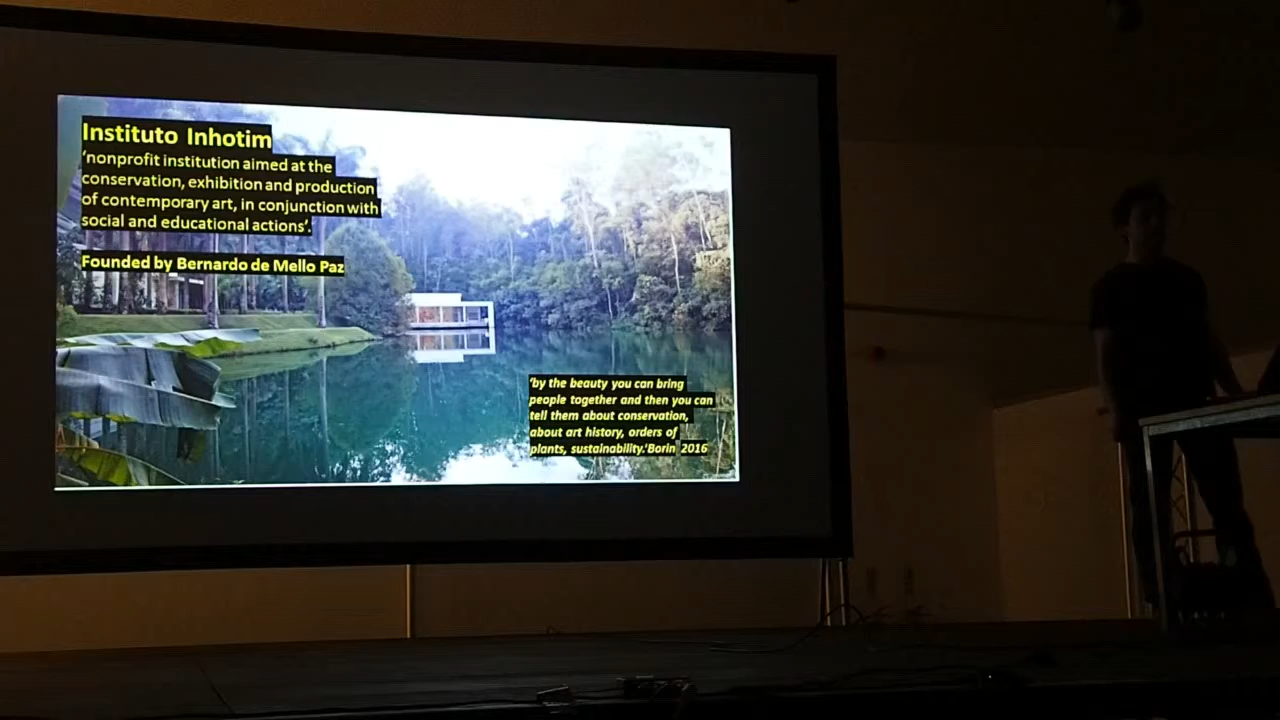 Instituto Inhotim
‘nonprofit institution aimed at the
conservation, exhibition and production
of contemporary art, in conjunction with
social and educational actions’.
Founded by Bernardo de Mello Paz
‘by the beauty you can bring
people together and then you can
tell them about conservation,
about art history, orders of
plants, sustainability.’Borin 2016